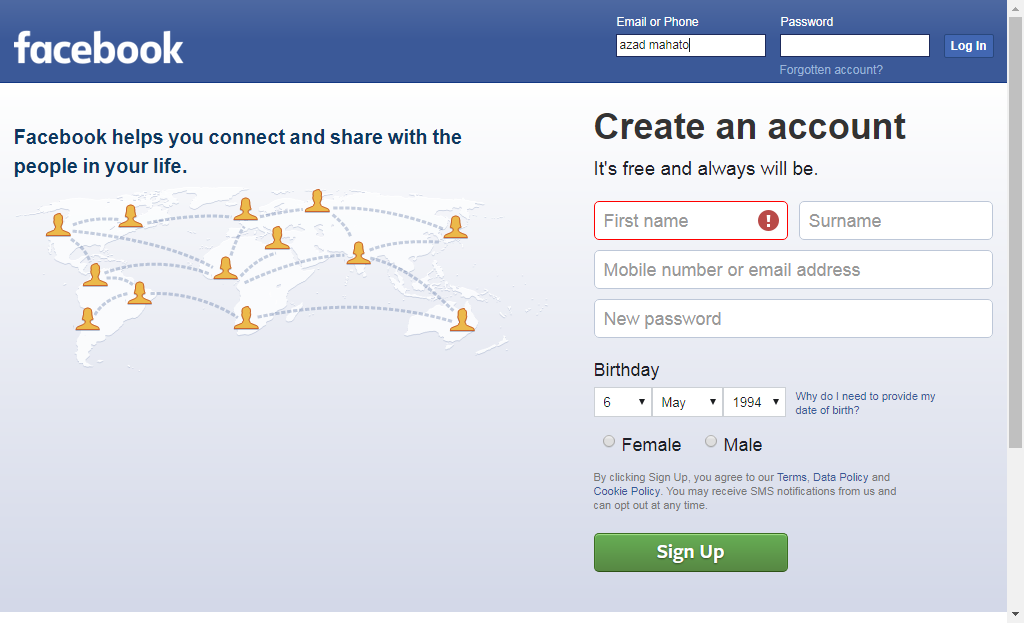 facebook
Email or Phone
Password
azad mahato
Log In
Forgotten account?
Facebook helps you connect and share with the
people in your life.
Create an account
It's free and always will be.
First name
Surname
Mobile number or email address
New password
Birthday
6 May 1994
Why do I need to provide my
date of birth?
Female Male
By clicking Sign Up, you agree to our Terms, Data Policy and
Cookie Policy. You may receive SMS notifications from us and
can opt out at any time.
Sign Up